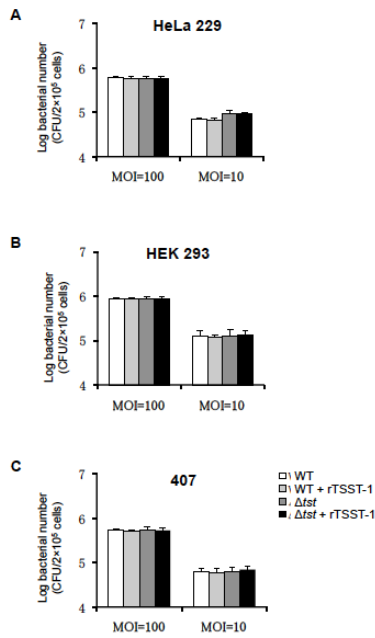 A
HeLa 229
Log bacterial number
(CFU/2×10⁵ cells)
7
6
5
4
MOI=100 MOI=10
B
HEK 293
Log bacterial number
(CFU/2×10⁵ cells)
7
6
5
4
MOI=100 MOI=10
C
407
Log bacterial number
(CFU/2×10⁵ cells)
7
6
5
4
MOI=100 MOI=10
WT
WT + rTSST-1
Δtst
Δtst + rTSST-1